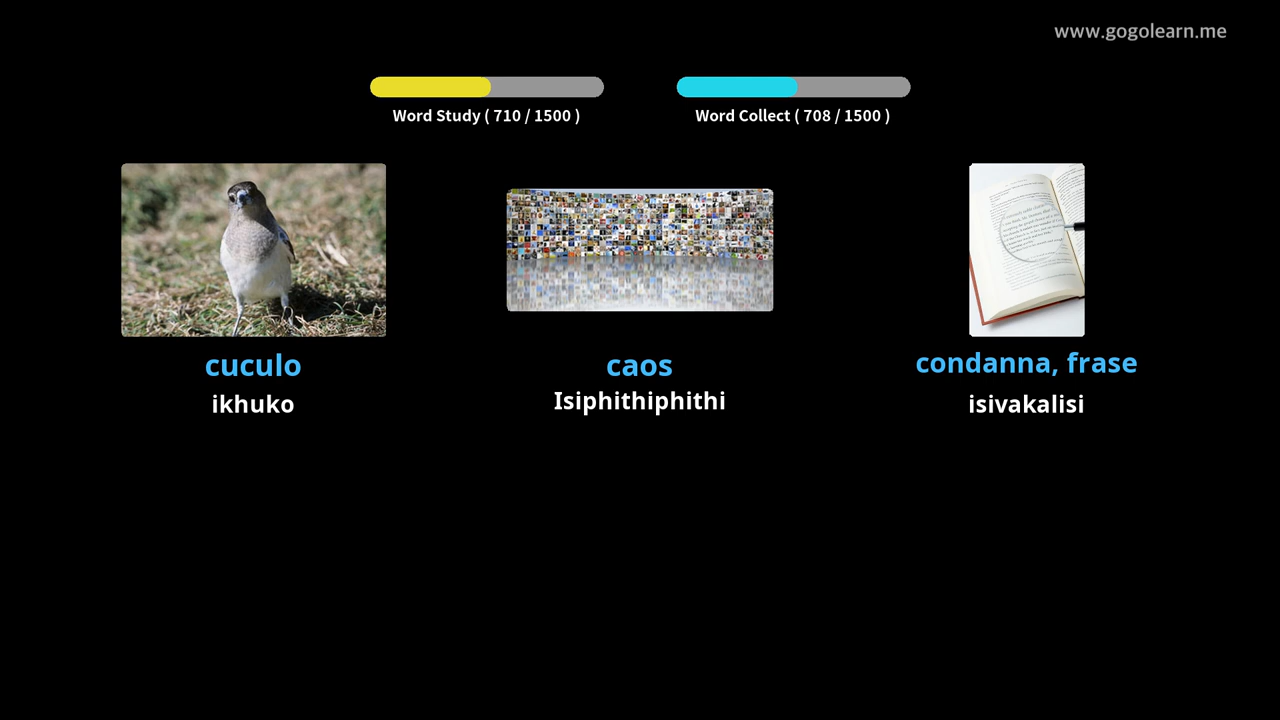 www.gogolearn.me
Word Study ( 710 / 1500 )
Word Collect ( 708 / 1500 )
cuculo
ikhuko
caos
Isiphithiphithi
condanna, frase
isivakalisi